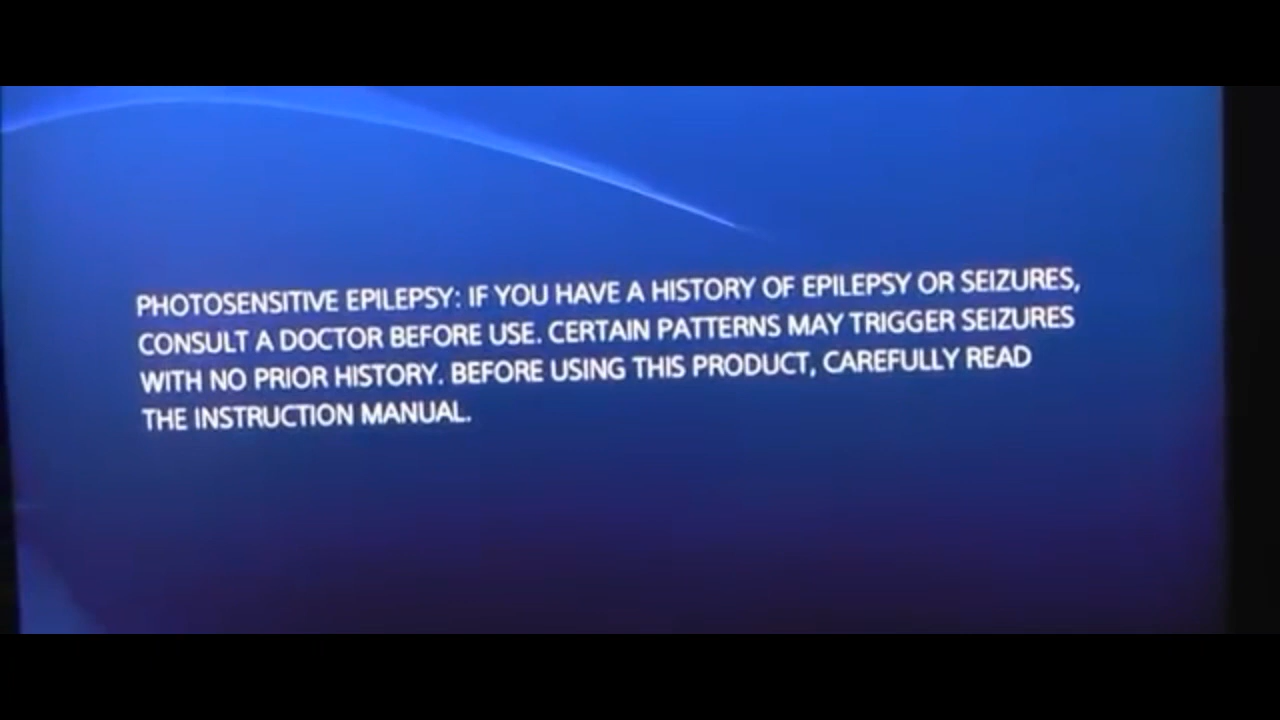 PHOTOSENSITIVE EPILEPSY: IF YOU HAVE A HISTORY OF EPILEPSY OR SEIZURES,
CONSULT A DOCTOR BEFORE USE. CERTAIN PATTERNS MAY TRIGGER SEIZURES
WITH NO PRIOR HISTORY. BEFORE USING THIS PRODUCT, CAREFULLY READ
THE INSTRUCTION MANUAL.